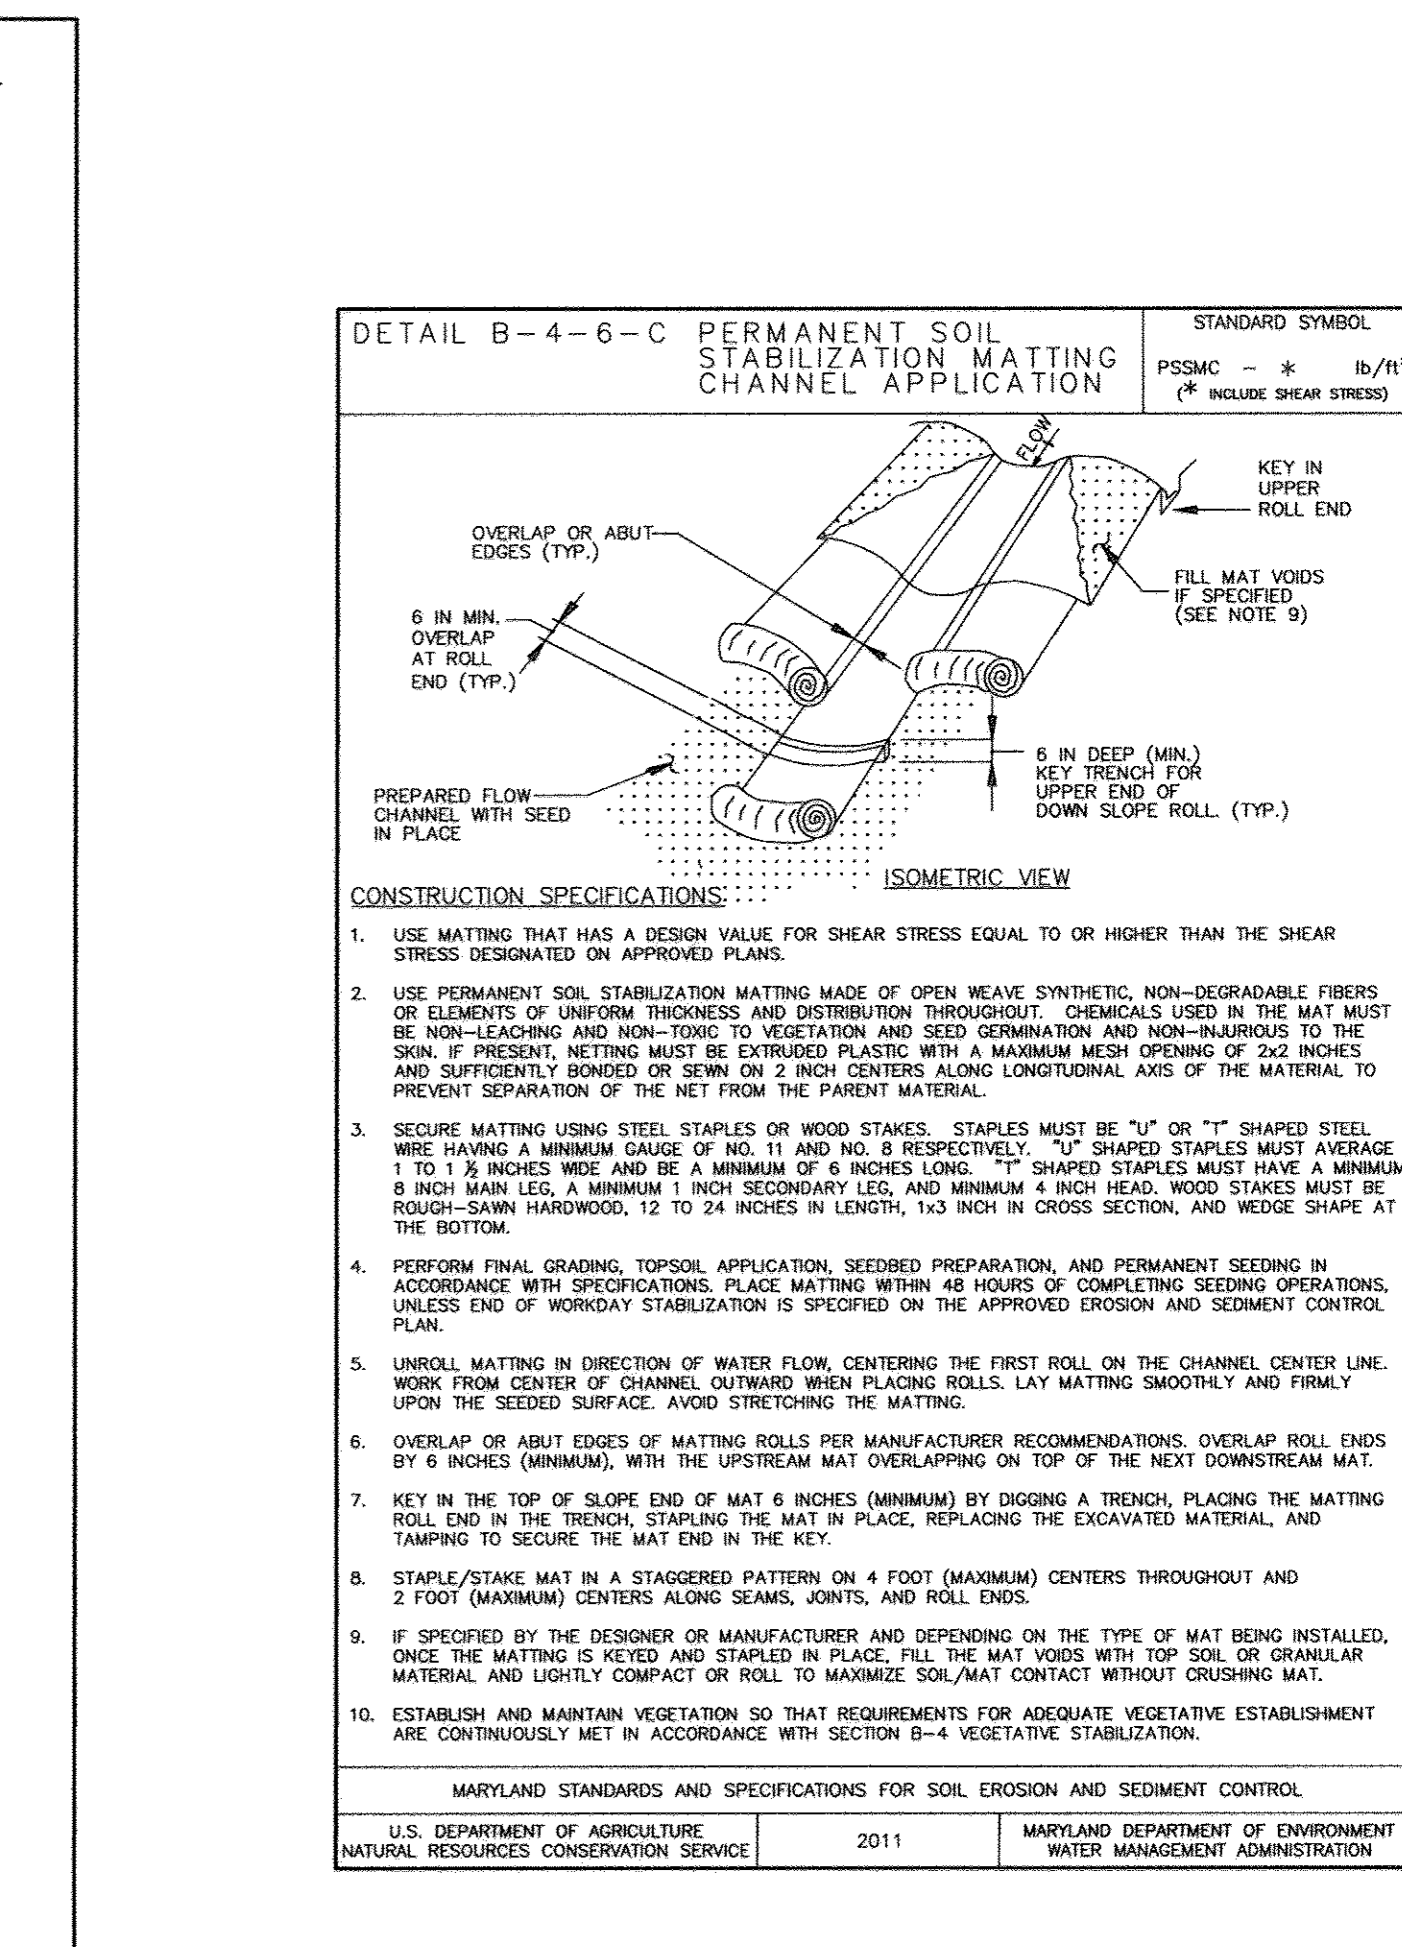 DETAIL B-4-6-C PERMANENT SOIL
STABILIZATION MATTING
CHANNEL APPLICATION
STANDARD SYMBOL
PSSMC - * lb/ft²
(* INCLUDE SHEAR STRESS)
FLOW
KEY IN
UPPER
ROLL END
OVERLAP OR ABUT
EDGES (TYP.)
FILL MAT VOIDS
IF SPECIFIED
(SEE NOTE 9)
6 IN MIN.
OVERLAP
AT ROLL
END (TYP.)
6 IN DEEP (MIN.)
KEY TRENCH FOR
UPPER END OF
DOWN SLOPE ROLL. (TYP.)
PREPARED FLOW
CHANNEL WITH SEED
IN PLACE
ISOMETRIC VIEW
CONSTRUCTION SPECIFICATIONS:
1. USE MATTING THAT HAS A DESIGN VALUE FOR SHEAR STRESS EQUAL TO OR HIGHER THAN THE SHEAR
STRESS DESIGNATED ON APPROVED PLANS.
2. USE PERMANENT SOIL STABILIZATION MATTING MADE OF OPEN WEAVE SYNTHETIC, NON-DEGRADABLE FIBERS
OR ELEMENTS OF UNIFORM THICKNESS AND DISTRIBUTION THROUGHOUT. CHEMICALS USED IN THE MAT MUST
BE NON-LEACHING AND NON-TOXIC TO VEGETATION AND SEED GERMINATION AND NON-INJURIOUS TO THE
SKIN. IF PRESENT, NETTING MUST BE EXTRUDED PLASTIC WITH A MAXIMUM MESH OPENING OF 2x2 INCHES
AND SUFFICIENTLY BONDED OR SEWN ON 2 INCH CENTERS ALONG LONGITUDINAL AXIS OF THE MATERIAL TO
PREVENT SEPARATION OF THE NET FROM THE PARENT MATERIAL.
3. SECURE MATTING USING STEEL STAPLES OR WOOD STAKES. STAPLES MUST BE "U" OR "T" SHAPED STEEL
WIRE HAVING A MINIMUM GAUGE OF NO. 11 AND NO. 8 RESPECTIVELY. "U" SHAPED STAPLES MUST AVERAGE
1 TO 1 ½ INCHES WIDE AND BE A MINIMUM OF 6 INCHES LONG. "T" SHAPED STAPLES MUST HAVE A MINIMUM
8 INCH MAIN LEG, A MINIMUM 1 INCH SECONDARY LEG, AND MINIMUM 4 INCH HEAD. WOOD STAKES MUST BE
ROUGH-SAWN HARDWOOD, 12 TO 24 INCHES IN LENGTH, 1x3 INCH IN CROSS SECTION, AND WEDGE SHAPE AT
THE BOTTOM.
4. PERFORM FINAL GRADING, TOPSOIL APPLICATION, SEEDBED PREPARATION, AND PERMANENT SEEDING IN
ACCORDANCE WITH SPECIFICATIONS. PLACE MATTING WITHIN 48 HOURS OF COMPLETING SEEDING OPERATIONS,
UNLESS END OF WORKDAY STABILIZATION IS SPECIFIED ON THE APPROVED EROSION AND SEDIMENT CONTROL
PLAN.
5. UNROLL MATTING IN DIRECTION OF WATER FLOW, CENTERING THE FIRST ROLL ON THE CHANNEL CENTER LINE.
WORK FROM CENTER OF CHANNEL OUTWARD WHEN PLACING ROLLS. LAY MATTING SMOOTHLY AND FIRMLY
UPON THE SEEDED SURFACE. AVOID STRETCHING THE MATTING.
6. OVERLAP OR ABUT EDGES OF MATTING ROLLS PER MANUFACTURER RECOMMENDATIONS. OVERLAP ROLL ENDS
BY 6 INCHES (MINIMUM), WITH THE UPSTREAM MAT OVERLAPPING ON TOP OF THE NEXT DOWNSTREAM MAT.
7. KEY IN THE TOP OF SLOPE END OF MAT 6 INCHES (MINIMUM) BY DIGGING A TRENCH, PLACING THE MATTING
ROLL END IN THE TRENCH, STAPLING THE MAT IN PLACE, REPLACING THE EXCAVATED MATERIAL, AND
TAMPING TO SECURE THE MAT END IN THE KEY.
8. STAPLE/STAKE MAT IN A STAGGERED PATTERN ON 4 FOOT (MAXIMUM) CENTERS THROUGHOUT AND
2 FOOT (MAXIMUM) CENTERS ALONG SEAMS, JOINTS, AND ROLL ENDS.
9. IF SPECIFIED BY THE DESIGNER OR MANUFACTURER AND DEPENDING ON THE TYPE OF MAT BEING INSTALLED,
ONCE THE MATTING IS KEYED AND STAPLED IN PLACE, FILL THE MAT VOIDS WITH TOP SOIL OR GRANULAR
MATERIAL AND LIGHTLY COMPACT OR ROLL TO MAXIMIZE SOIL/MAT CONTACT WITHOUT CRUSHING MAT.
10. ESTABLISH AND MAINTAIN VEGETATION SO THAT REQUIREMENTS FOR ADEQUATE VEGETATIVE ESTABLISHMENT
ARE CONTINUOUSLY MET IN ACCORDANCE WITH SECTION B-4 VEGETATIVE STABILIZATION.
MARYLAND STANDARDS AND SPECIFICATIONS FOR SOIL EROSION AND SEDIMENT CONTROL
U.S. DEPARTMENT OF AGRICULTURE
NATURAL RESOURCES CONSERVATION SERVICE
2011
MARYLAND DEPARTMENT OF ENVIRONMENT
WATER MANAGEMENT ADMINISTRATION